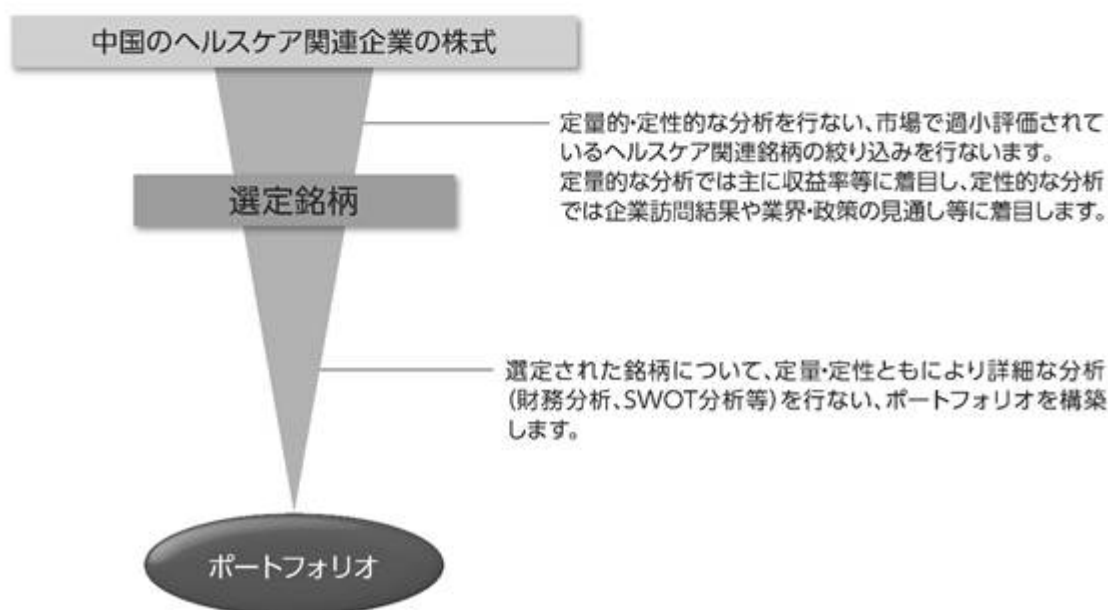 中国のヘルスケア関連企業の株式
定量的・定性的な分析を行ない、市場で過小評価されて
いるヘルスケア関連銘柄の絞り込みを行ないます。
定量的な分析では主に収益率等に着目し、定性的な分析
では企業訪問結果や業界・政策の見通し等に着目します。
選定銘柄
選定された銘柄について、定量・定性ともにより詳細な分析
(財務分析、SWOT分析等)を行ない、ポートフォリオを構築
します。
ポートフォリオ